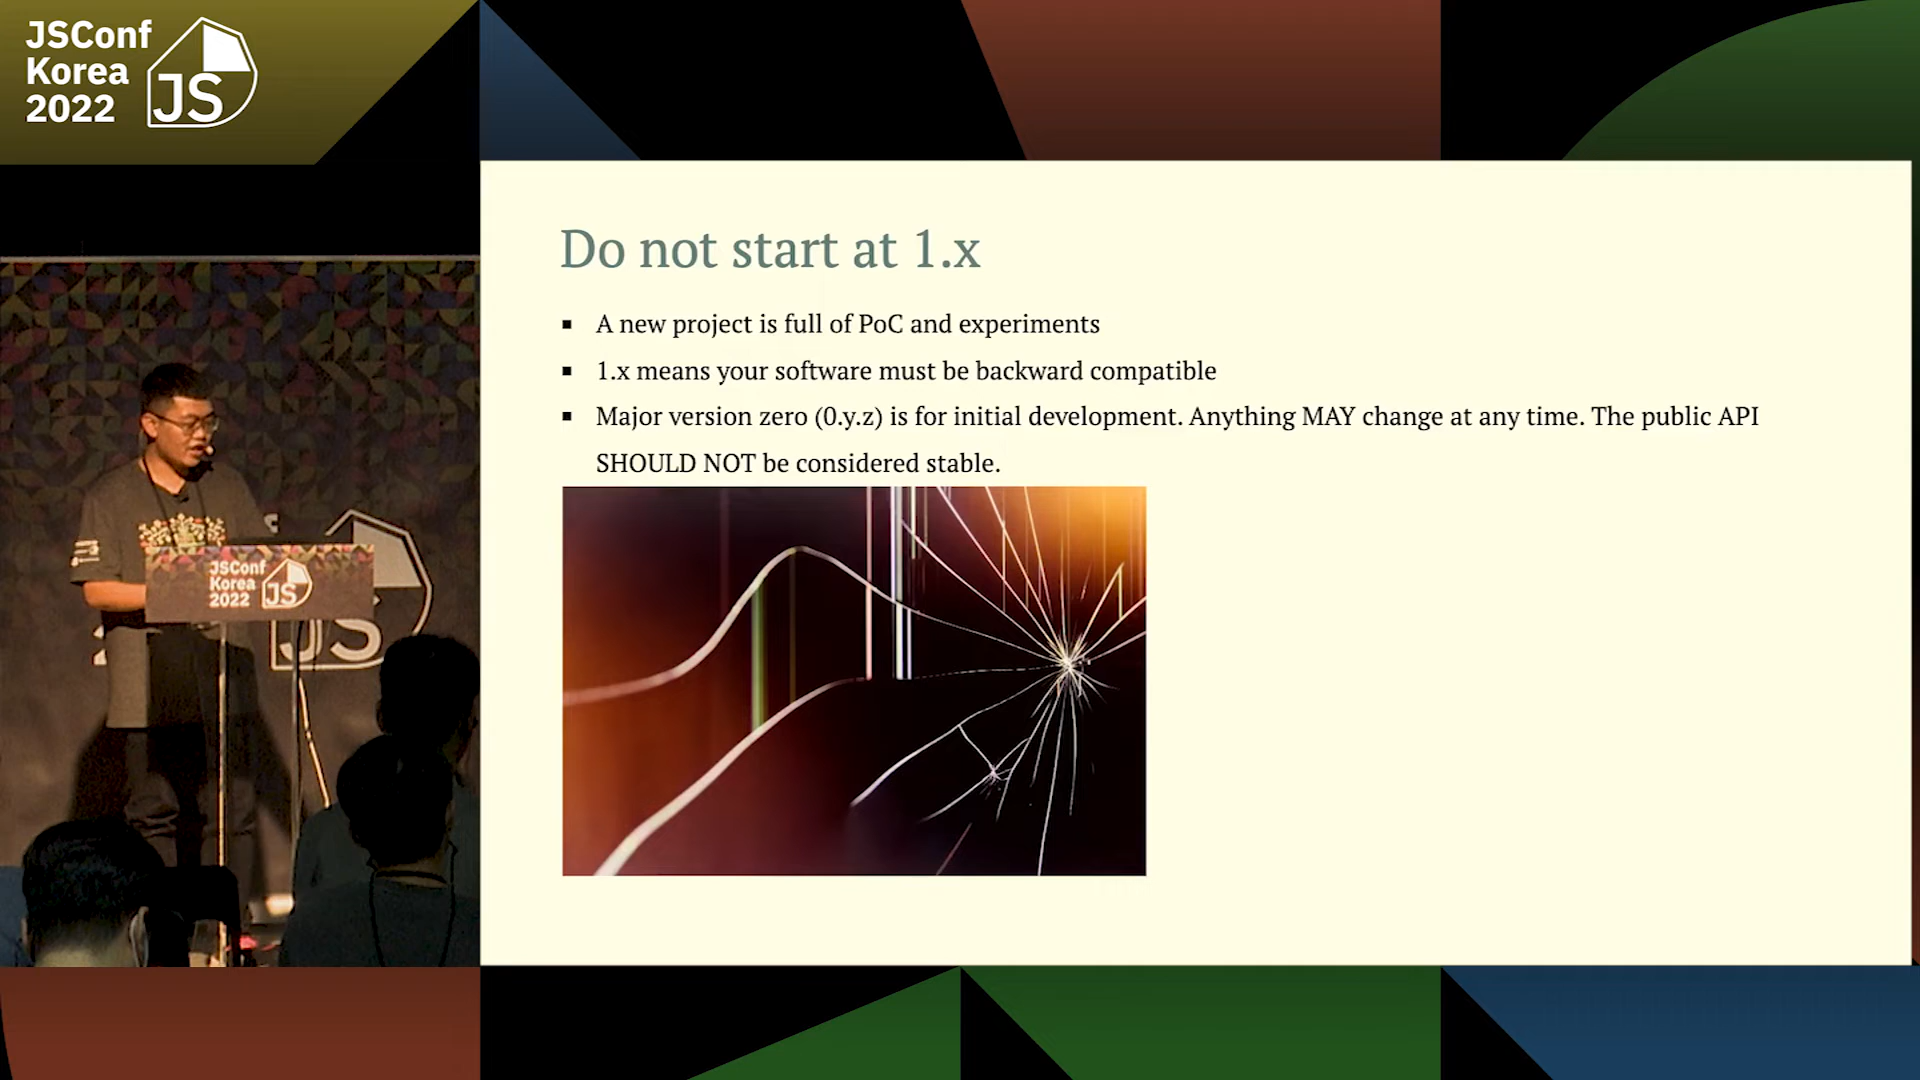 JSConf
Korea
2022
JS
Do not start at 1.x
A new project is full of PoC and experiments
1.x means your software must be backward compatible
Major version zero (0.y.z) is for initial development. Anything MAY change at any time. The public API
SHOULD NOT be considered stable.
JSConf
Korea
2022
JS
JS